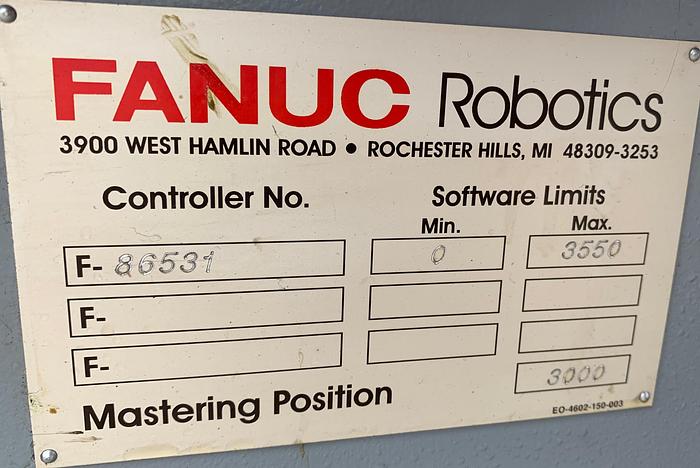 FANUC Robotics
3900 WEST HAMLIN ROAD • ROCHESTER HILLS, MI 48309-3253
Controller No. Software Limits
Min. Max.
F- 86531 0 3550
F-
F-
Mastering Position 3000
EO-4602-150-003